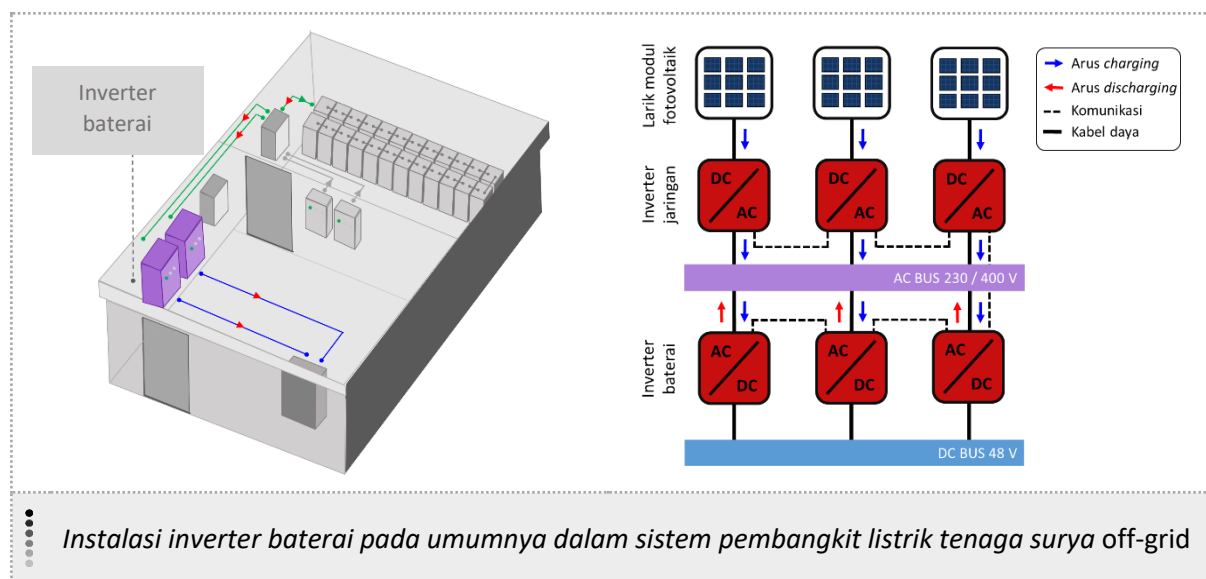 Inverter
baterai
Larik modul
fotovoltaik
Arus charging
Arus discharging
Komunikasi
Kabel daya
Inverter
jaringan
DC
AC
DC
AC
DC
AC
AC BUS 230 / 400 V
Inverter
baterai
AC
DC
AC
DC
AC
DC
DC BUS 48 V
Instalasi inverter baterai pada umumnya dalam sistem pembangkit listrik tenaga surya off-grid